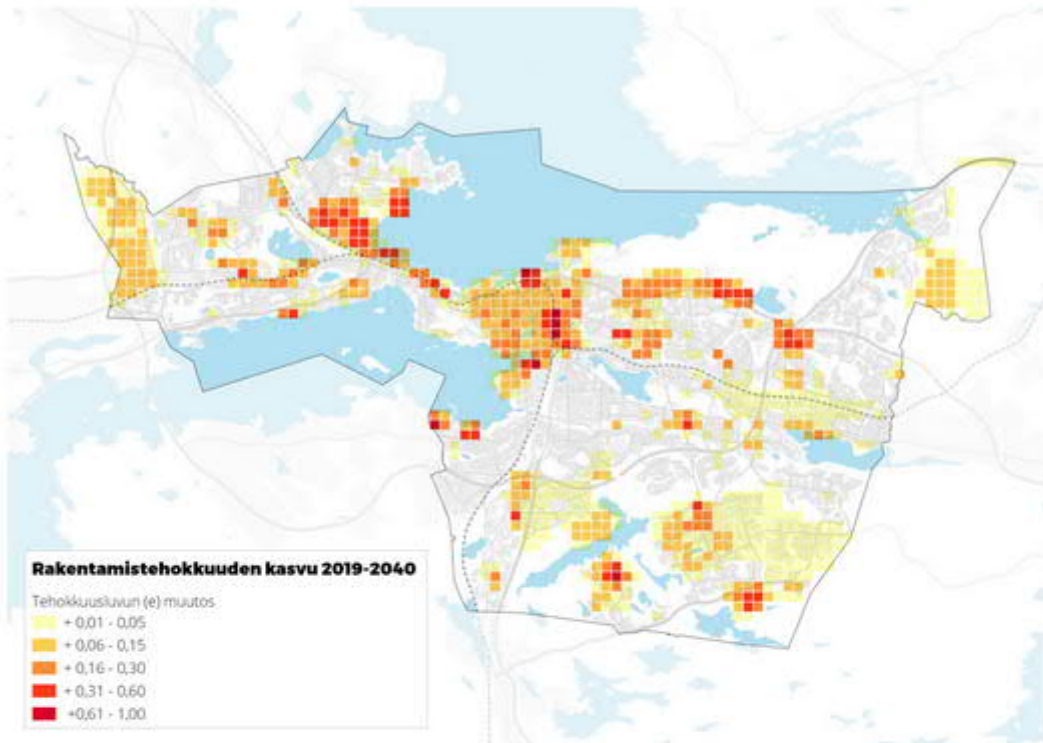 Rakentamistehokkuuden kasvu 2019-2040
Tehokkuusluvun (e) muutos
+ 0,01 - 0,05
+ 0,06 - 0,15
+ 0,16 - 0,30
+ 0,31 - 0,60
+0,61 - 1,00